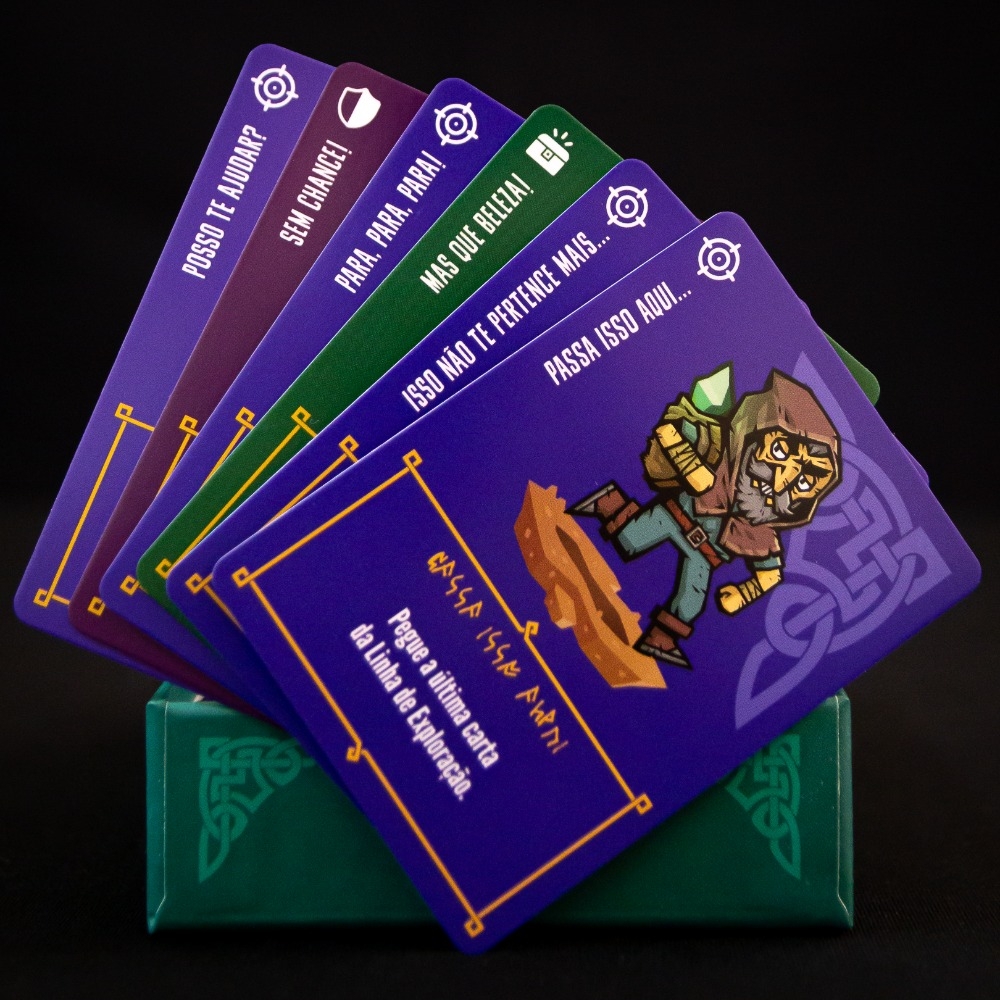 POSSO TE AJUDAR?
SEM CHANCE!
PARA, PARA, PARA!
MAS QUE BELEZA!
ISSO NÃO TE PERTENCE MAIS...
PASSA ISSO AQUI...
Pegue a última carta
da Linha de Exploração.